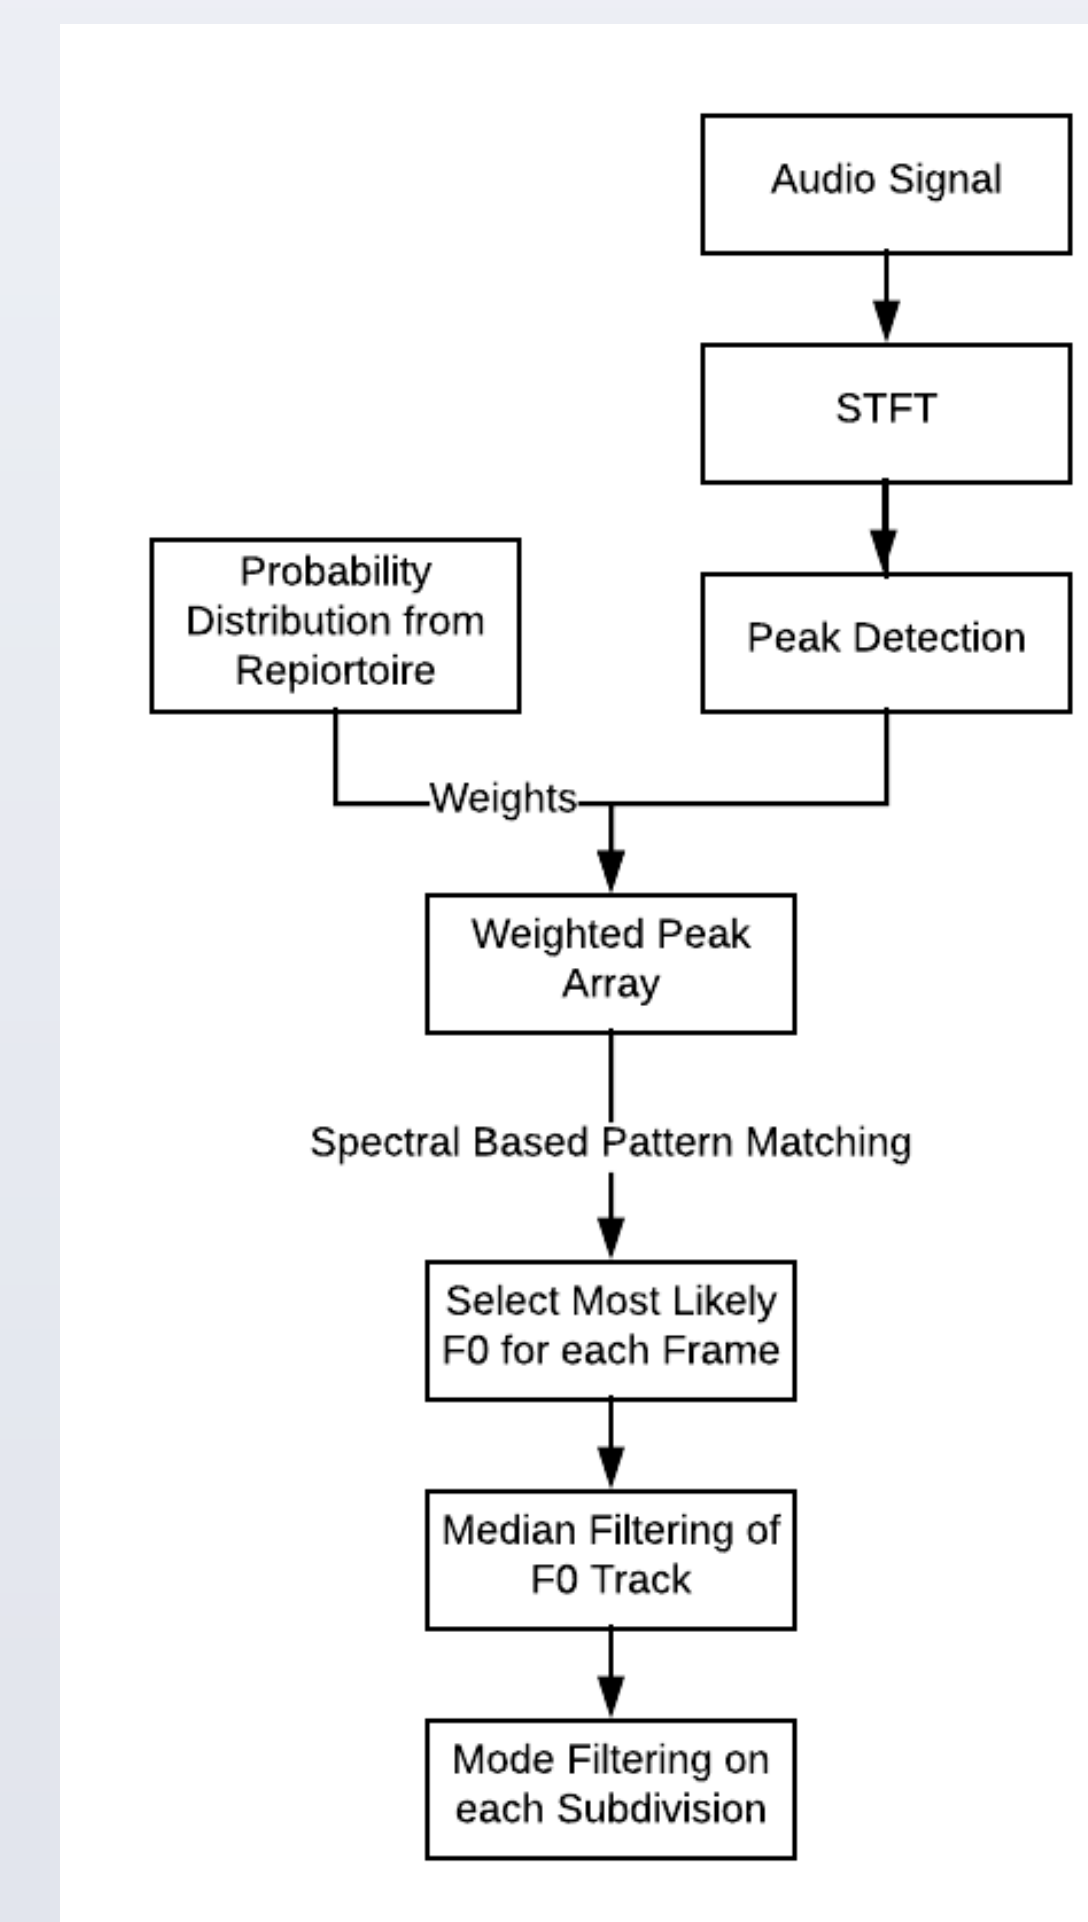 Audio Signal
STFT
Probability
Distribution from
Repiortoire
Peak Detection
Weights
Weighted Peak
Array
Spectral Based Pattern Matching
Select Most Likely
F0 for each Frame
Median Filtering of
F0 Track
Mode Filtering on
each Subdivision